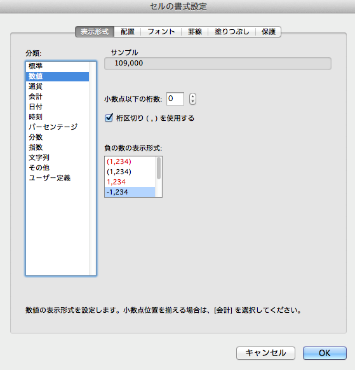 セルの書式設定
表示形式 配置 フォント 罫線 塗りつぶし 保護
分類:
標準
数値
通貨
会計
日付
時刻
パーセンテージ
分数
指数
文字列
その他
ユーザー定義
サンプル
109,000
小数点以下の桁数: 0
桁区切り ( , ) を使用する
負の数の表示形式:
(1,234)
(1,234)
1,234
-1,234
数値の表示形式を設定します。小数点位置を揃える場合は、[会計] を選択してください。
キャンセル OK